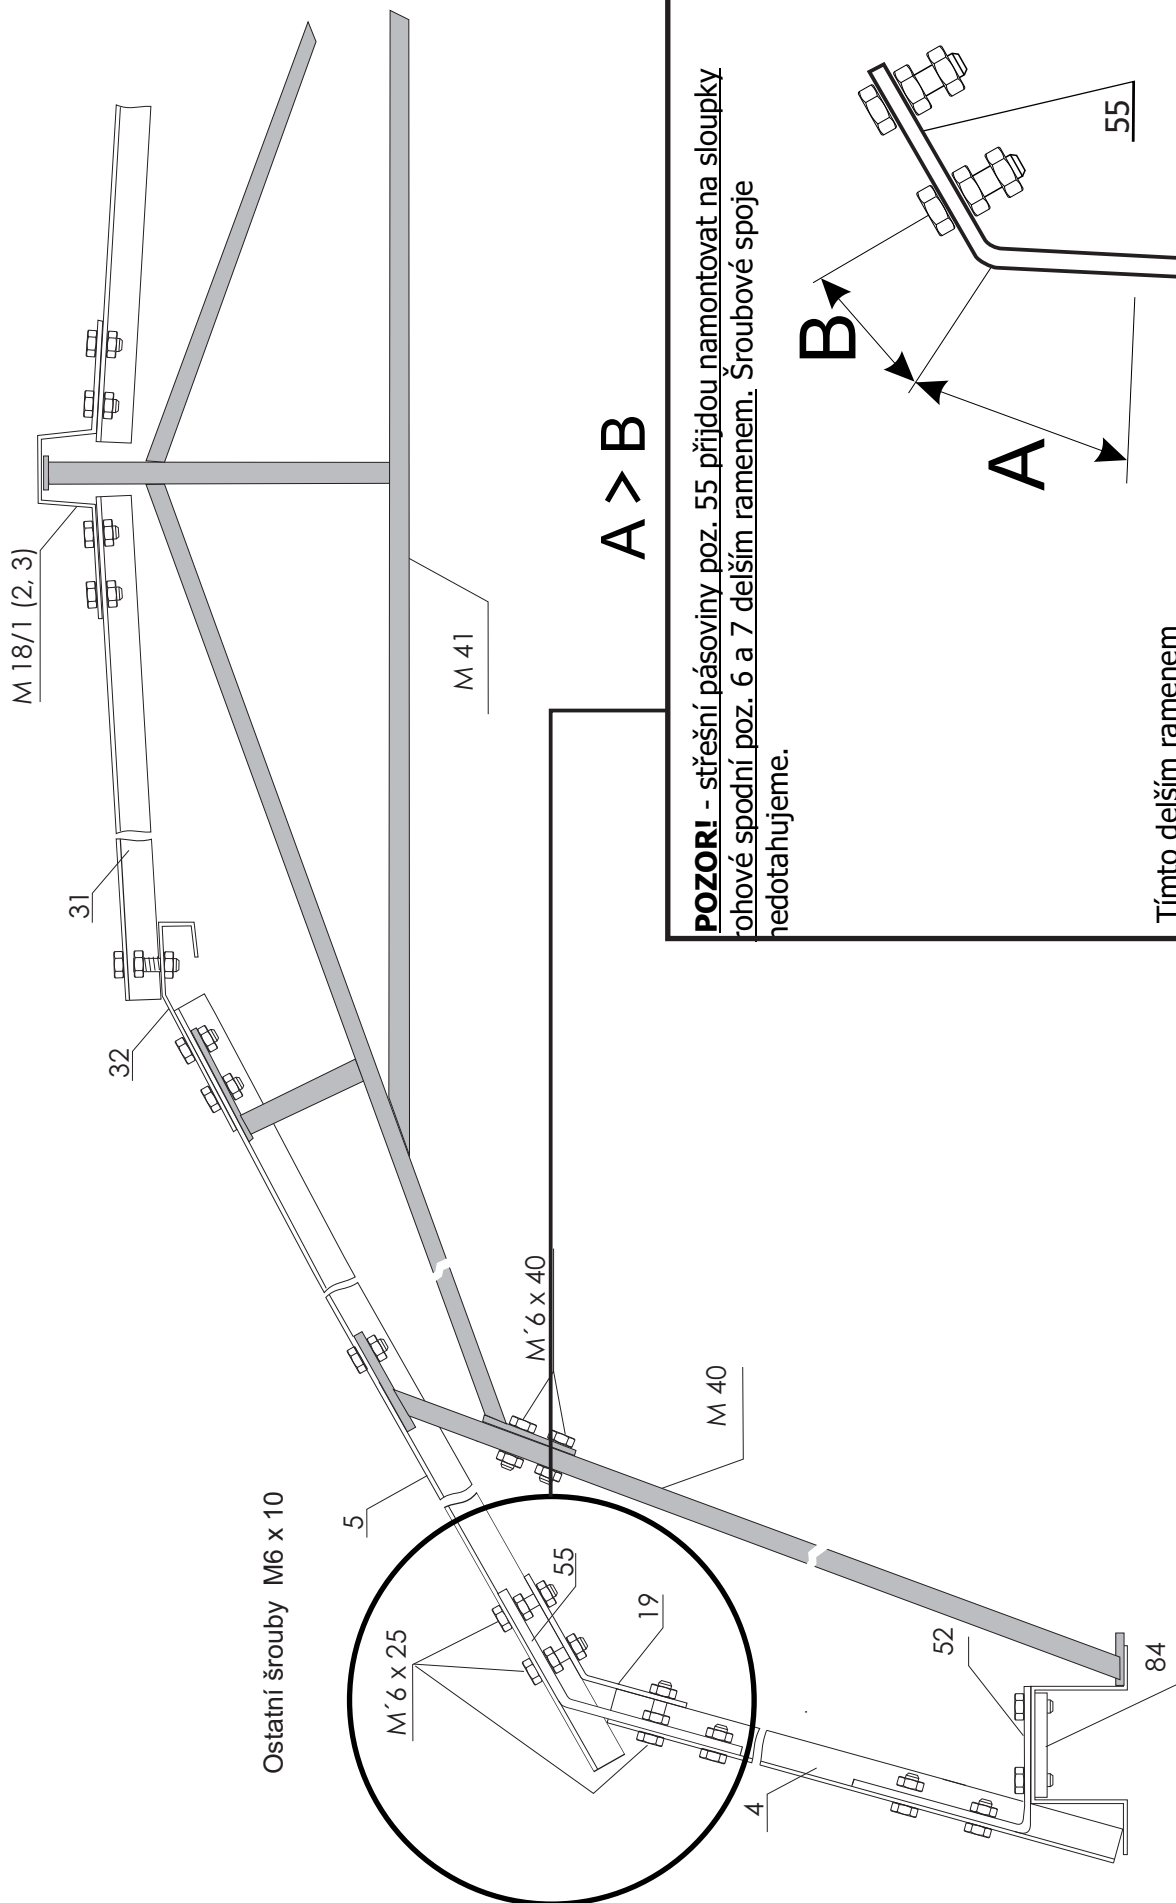 M 18/1 (2, 3)
31
32
M 41
M´6 x 40
M 40
5
Ostatní šrouby M6 x 10
M´6 x 25
55
19
4
52
84
A > B
POZOR! - střešní pásoviny poz. 55 přijdou namontovat na sloupky
rohové spodní poz. 6 a 7 delším ramenem. Šroubové spoje
nedotahujeme.
B
A
55
Tímto delším ramenem